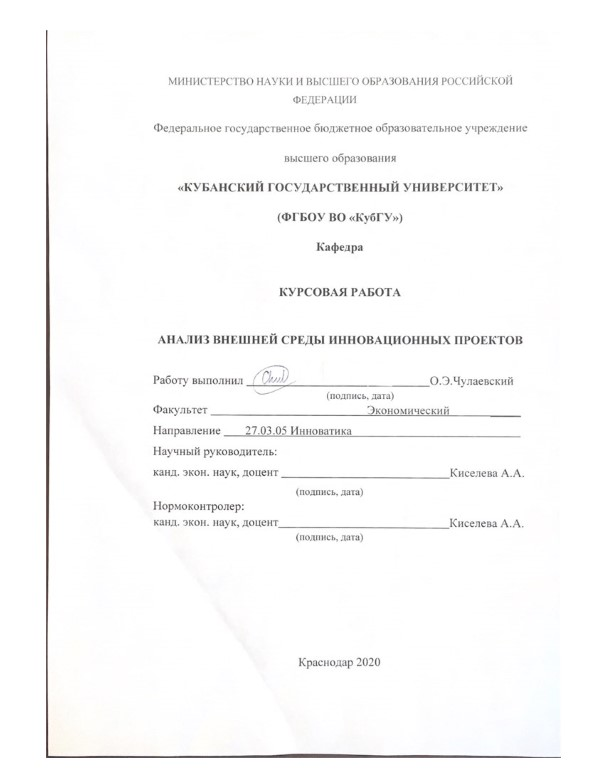 МИНИСТЕРСТВО НАУКИ И ВЫСШЕГО ОБРАЗОВАНИЯ РОССИЙСКОЙ
ФЕДЕРАЦИИ
Федеральное государственное бюджетное образовательное учреждение
высшего образования
«КУБАНСКИЙ ГОСУДАРСТВЕННЫЙ УНИВЕРСИТЕТ»
(ФГБОУ ВО «КубГУ»)
Кафедра
КУРСОВАЯ РАБОТА
АНАЛИЗ ВНЕШНЕЙ СРЕДЫ ИННОВАЦИОННЫХ ПРОЕКТОВ
Работу выполнил О.Э.Чулаевский
(подпись, дата)
Факультет Экономический
Направление 27.03.05 Инноватика
Научный руководитель:
канд. экон. наук, доцент Киселева А.А.
(подпись, дата)
Нормоконтролер:
канд. экон. наук, доцент Киселева А.А.
(подпись, дата)
Краснодар 2020